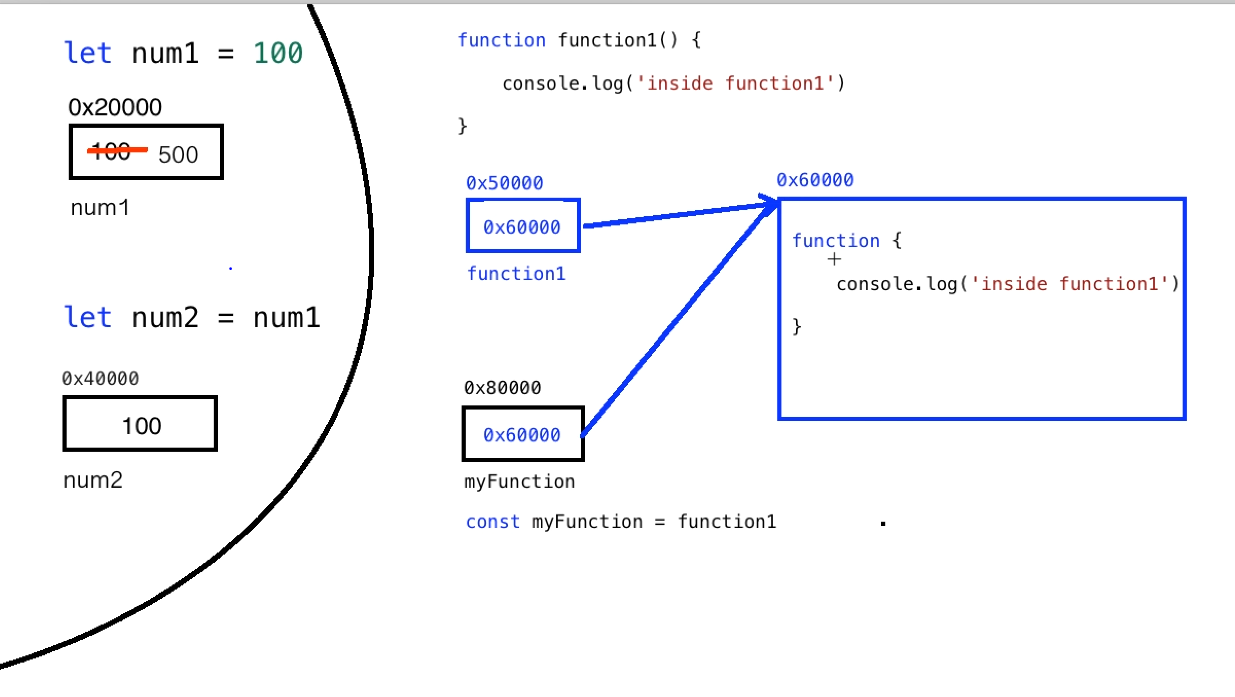 let num1 = 100
0x20000
100 500
num1
let num2 = num1
0x40000
100
num2
function function1() {
console.log('inside function1')
}
0x50000
0x60000
function1
0x60000
function {
console.log('inside function1')
}
0x80000
0x60000
myFunction
const myFunction = function1